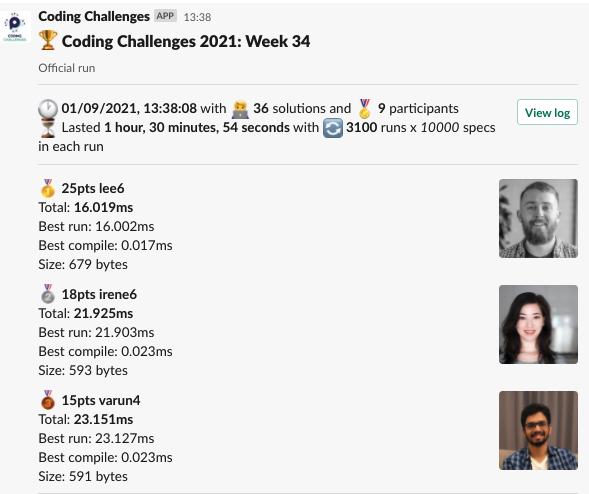 Coding Challenges APP 13:38
Coding Challenges 2021: Week 34
Official run
01/09/2021, 13:38:08 with 36 solutions and 9 participants
View log
Lasted 1 hour, 30 minutes, 54 seconds with 3100 runs x 10000 specs
in each run
25pts lee6
Total: 16.019ms
Best run: 16.002ms
Best compile: 0.017ms
Size: 679 bytes
18pts irene6
Total: 21.925ms
Best run: 21.903ms
Best compile: 0.023ms
Size: 593 bytes
15pts varun4
Total: 23.151ms
Best run: 23.127ms
Best compile: 0.023ms
Size: 591 bytes